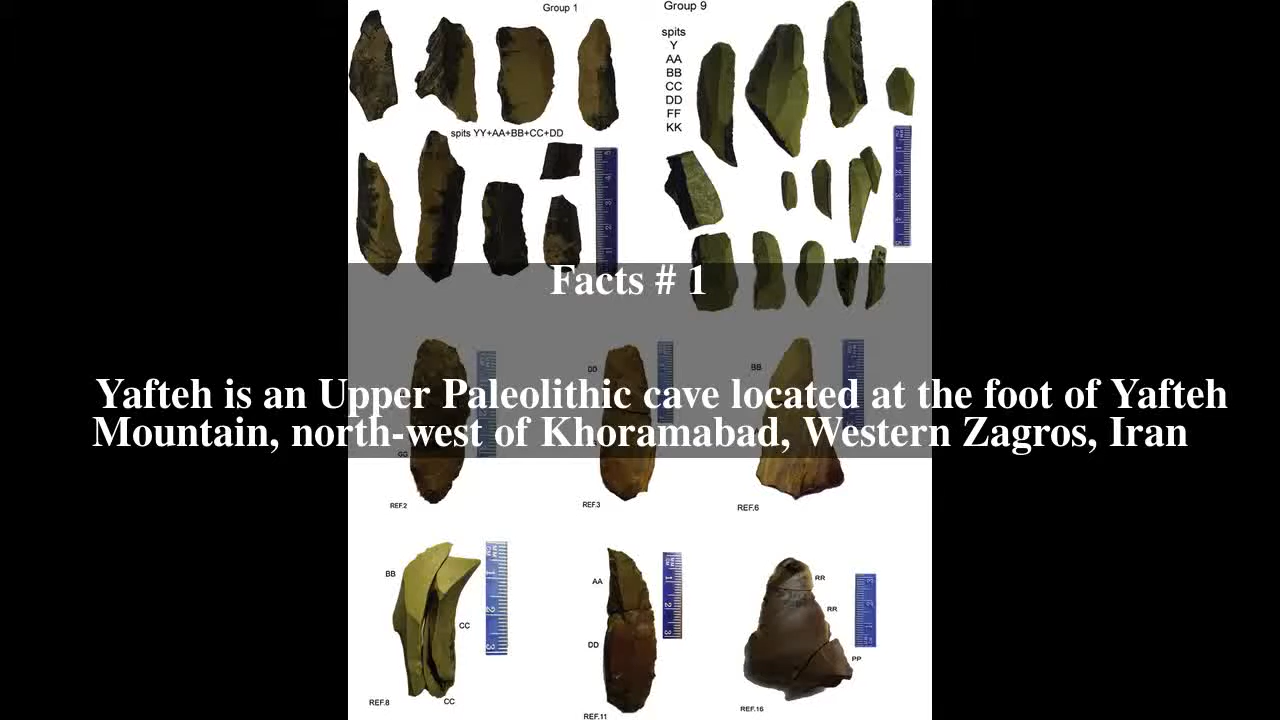 Group 1
Group 9
spits
Y
AA
BB
CC
DD
FF
KK
spits YY+AA+BB+CC+DD
Facts # 1
DD
BB
Yafteh is an Upper Paleolithic cave located at the foot of Yafteh
Mountain, north-west of Khoramabad, Western Zagros, Iran
GG
REF.2
REF.3
REF.6
BB
CC
CC
REF.8
AA
DD
REF.11
RR
RR
PP
REF.16